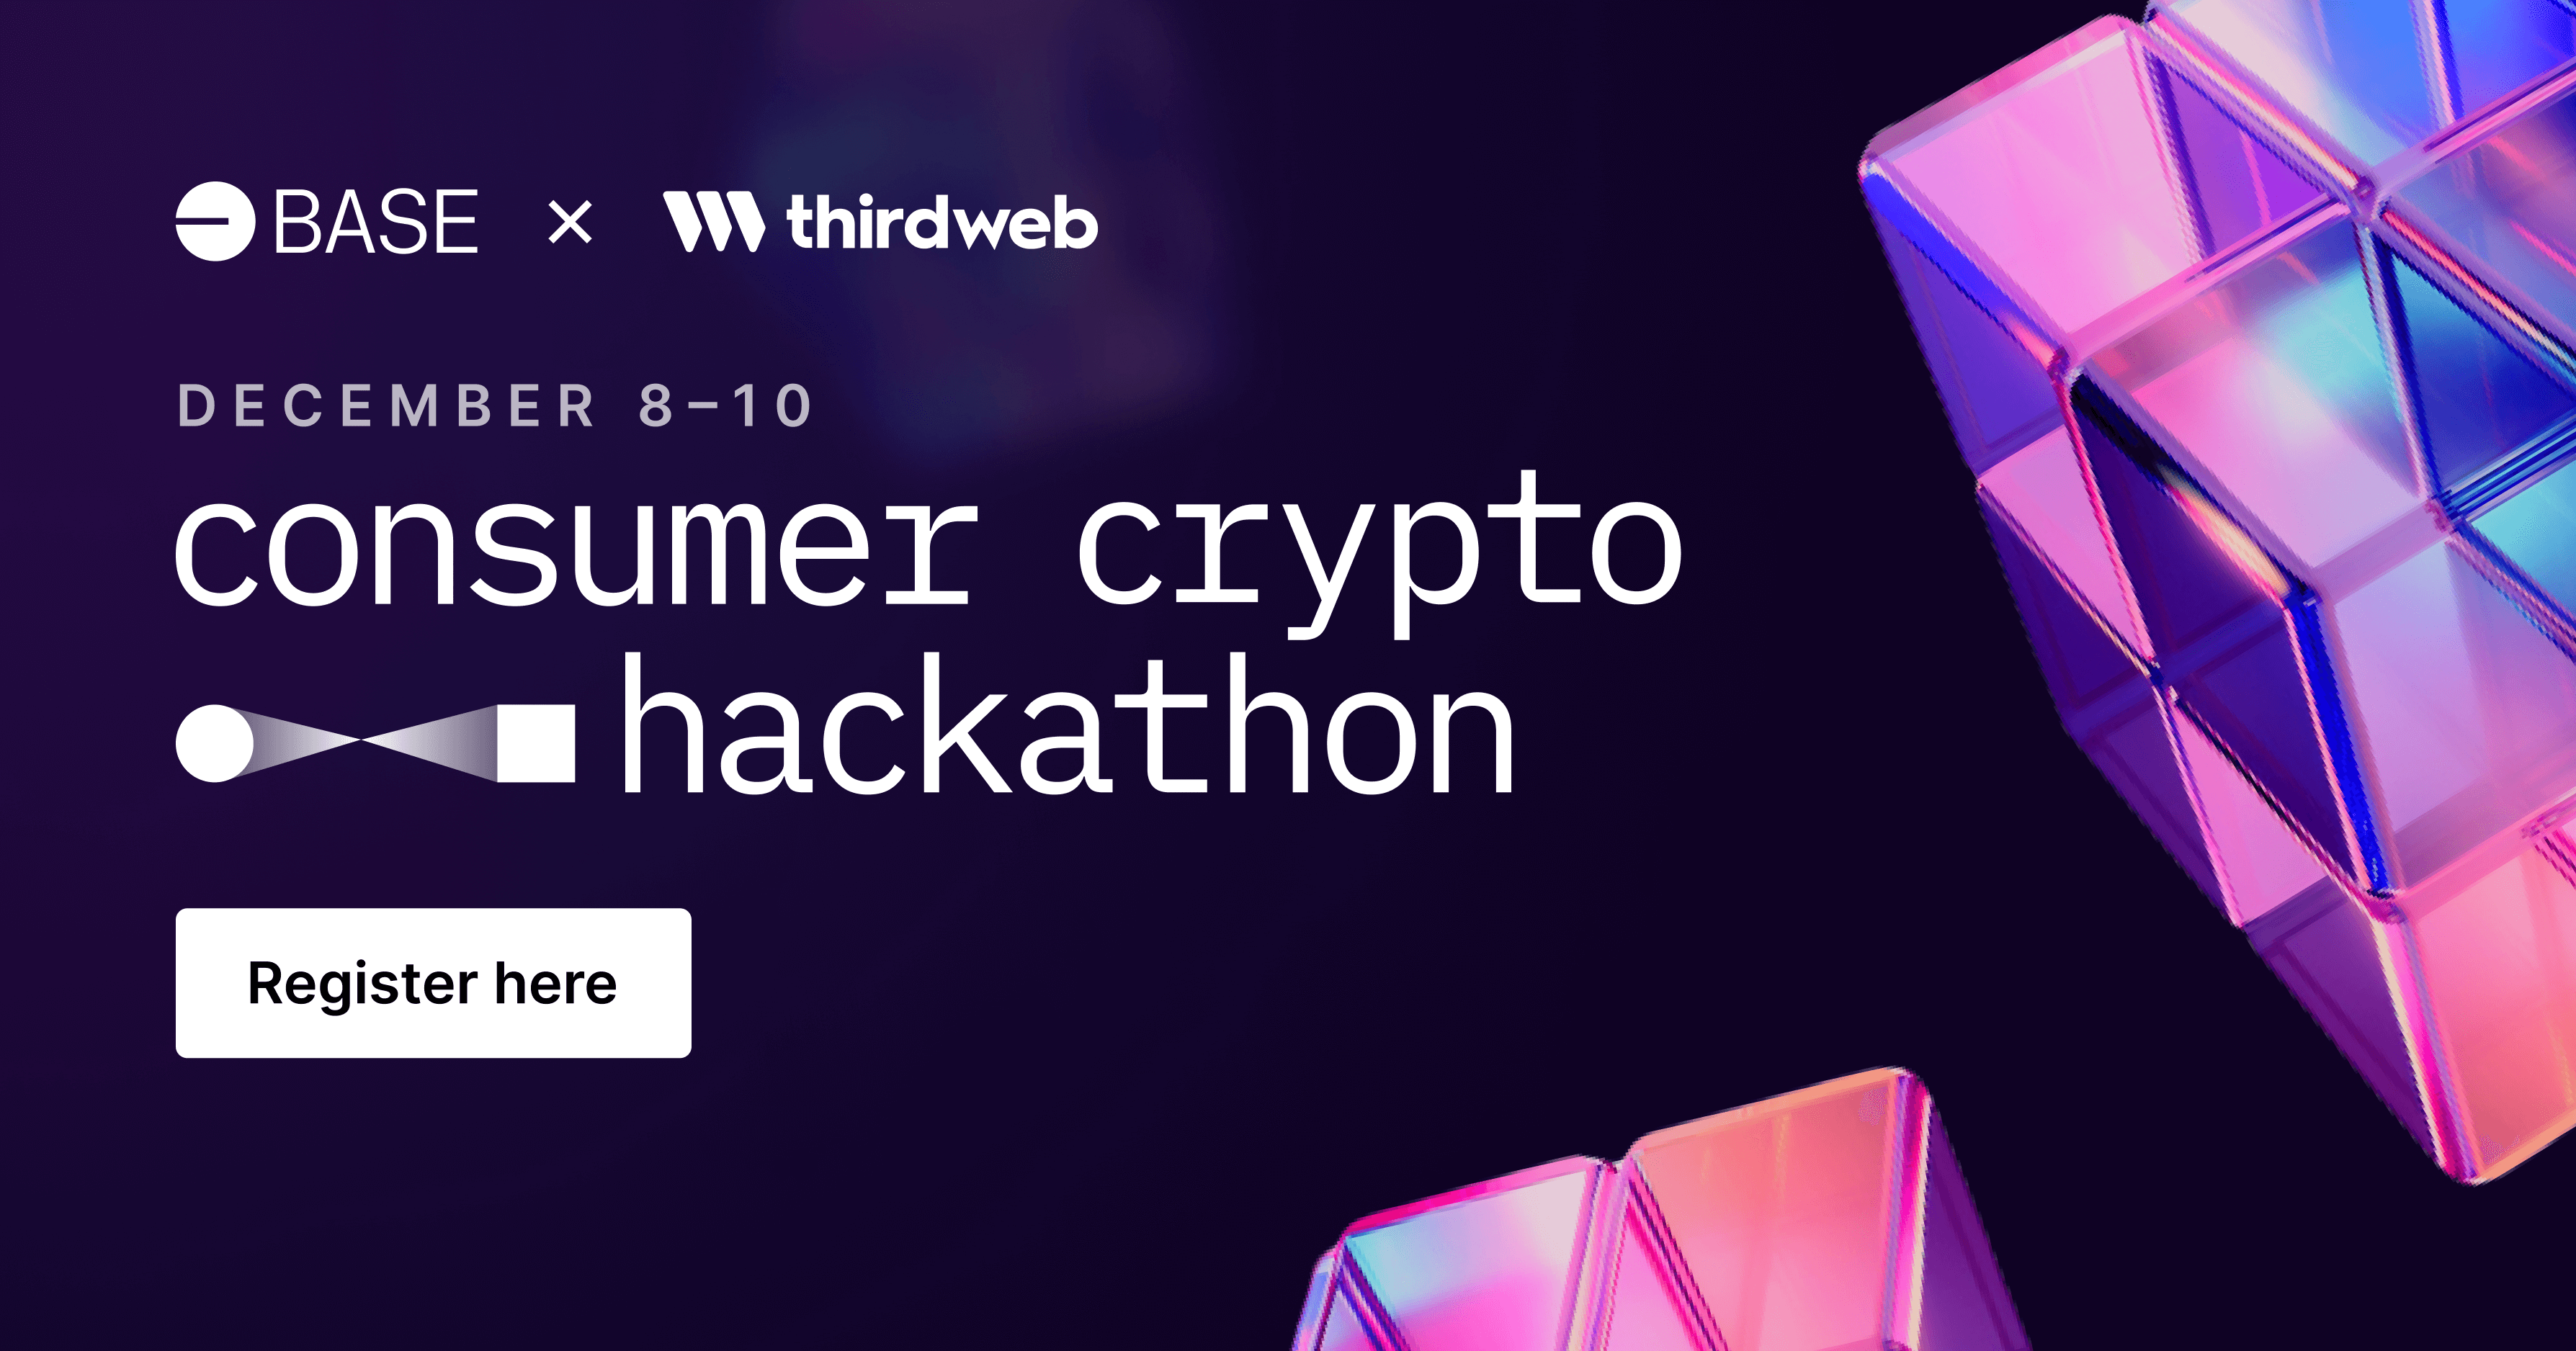 BASE × thirdweb
DECEMBER 8–10
consumer crypto
hackathon
Register here